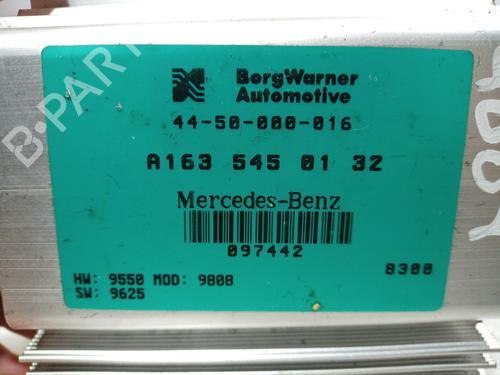 BorgWarner
Automotive
44-50-000-016
A163 545 01 32
Mercedes-Benz
097442
HW: 9550 MOD: 9808
SW: 9625
8300
B-PARTS